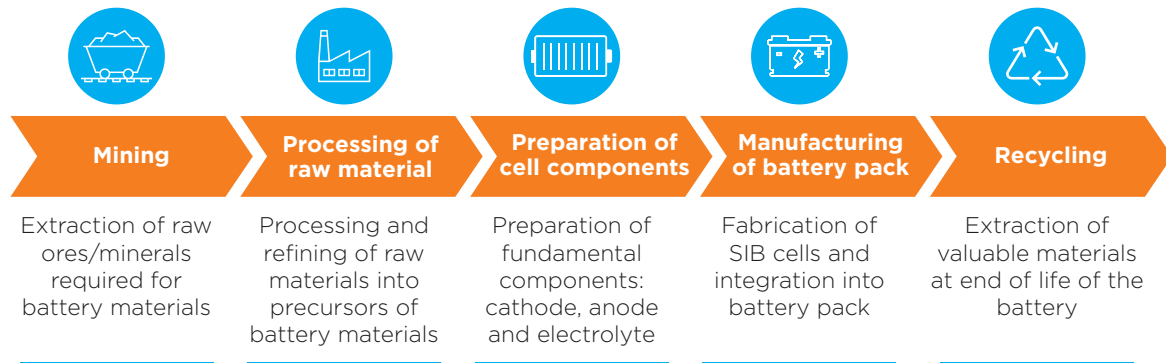 Mining
Processing of
raw material
Preparation of
cell components
Manufacturing
of battery pack
Recycling
Extraction of raw
ores/minerals
required for
battery materials
Processing and
refining of raw
materials into
precursors of
battery materials
Preparation of
fundamental
components:
cathode, anode
and electrolyte
Fabrication of
SIB cells and
integration into
battery pack
Extraction of
valuable materials
at end of life of the
battery